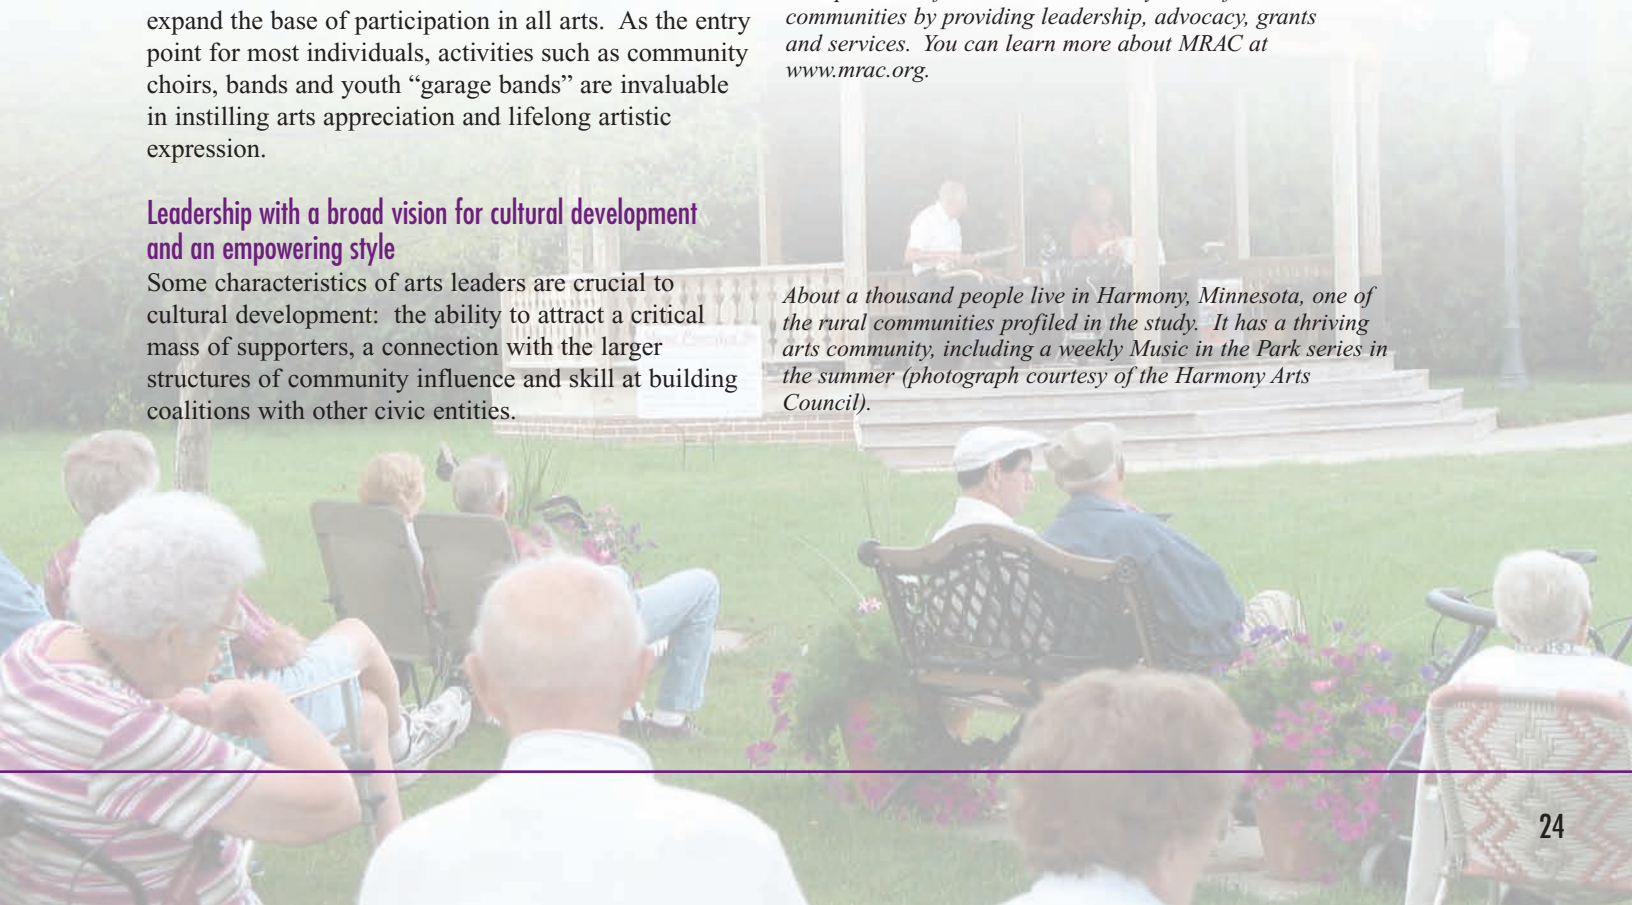 expand the base of participation in all arts.  As the entry
point for most individuals, activities such as community
choirs, bands and youth “garage bands” are invaluable
in instilling arts appreciation and lifelong artistic
expression.
Leadership with a broad vision for cultural development
and an empowering style
Some characteristics of arts leaders are crucial to
cultural development:  the ability to attract a critical
mass of supporters, a connection with the larger
structures of community influence and skill at building
coalitions with other civic entities.
communities by providing leadership, advocacy, grants
and services.  You can learn more about MRAC at
www.mrac.org.
About a thousand people live in Harmony, Minnesota, one of
the rural communities profiled in the study.  It has a thriving
arts community, including a weekly Music in the Park series in
the summer (photograph courtesy of the Harmony Arts
Council).
24